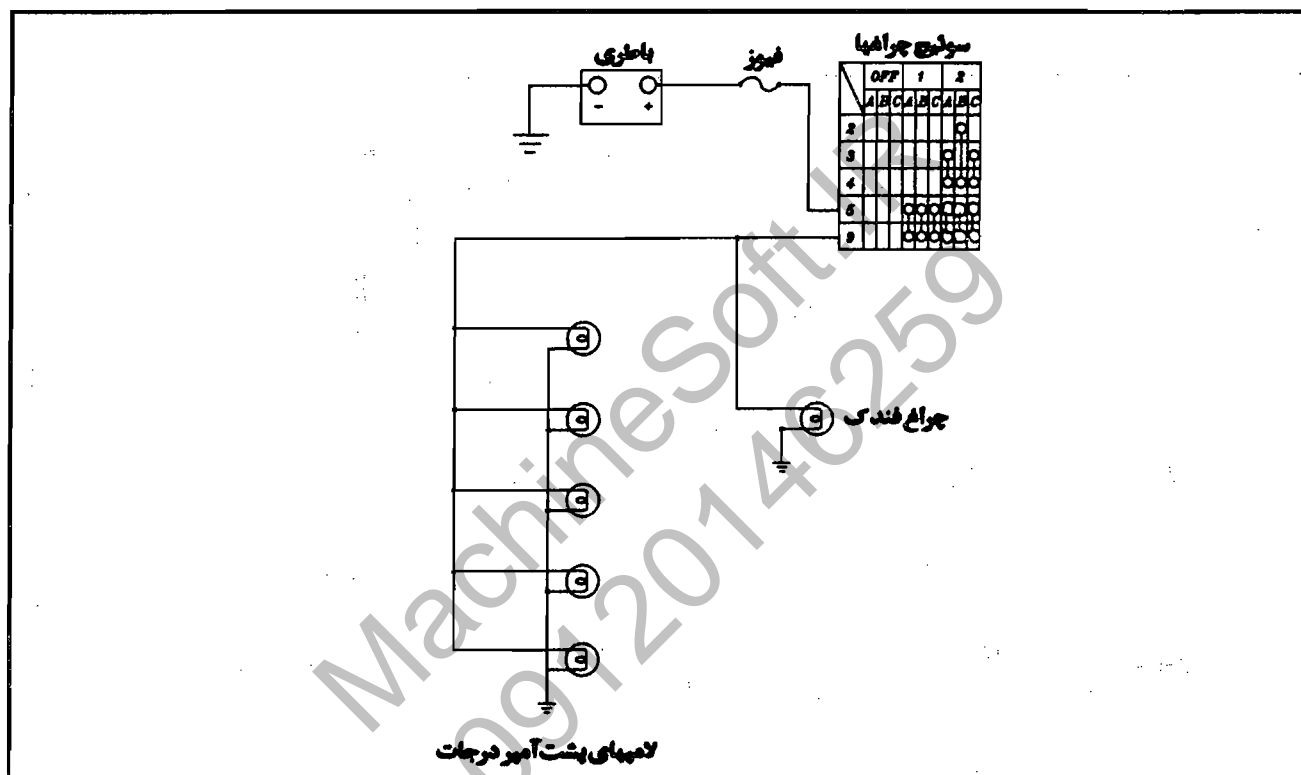 سوئیچ چراغها
باطری
فیوز
OFF 1 2
A B C A B C A B C
2
3
4
5
9
- +
چراغ فندک
لامپهای پشت آمپر درجات
MachineSoft.IR
09120146259